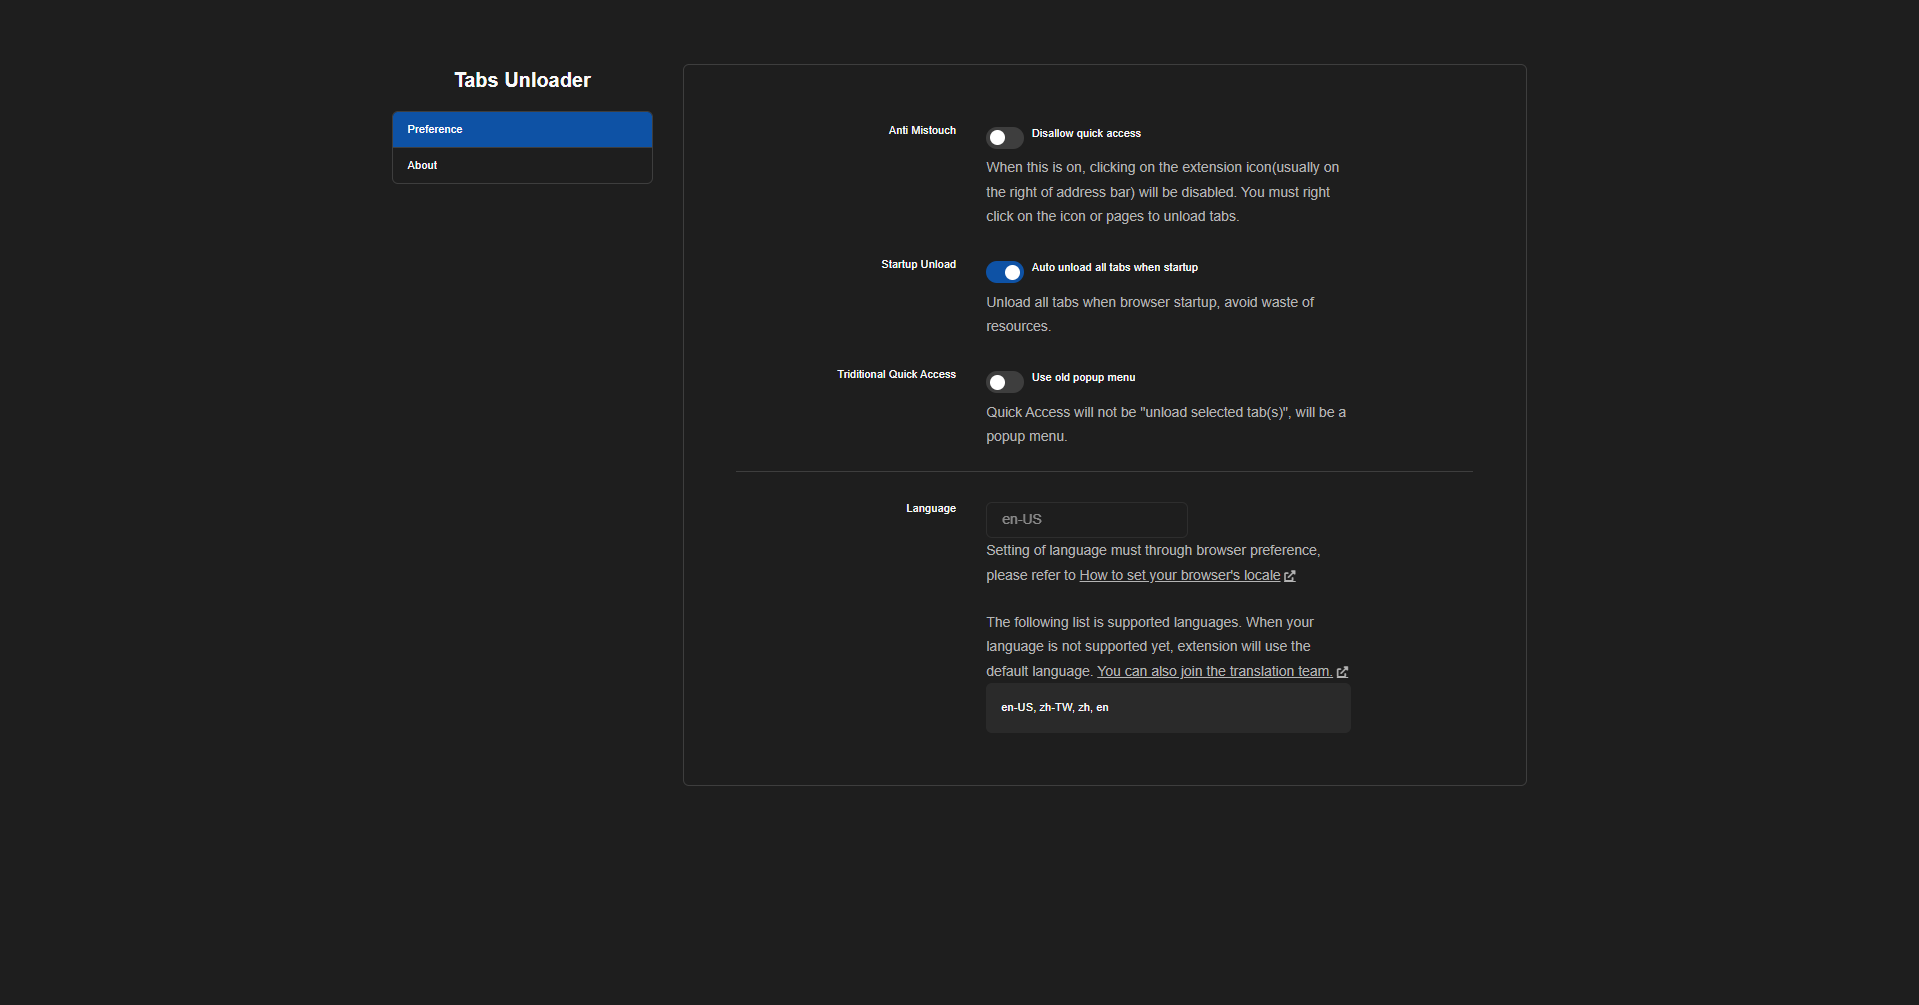 Tabs Unloader
Preference
About
Anti Mistouch
Disallow quick access
When this is on, clicking on the extension icon(usually on
the right of address bar) will be disabled. You must right
click on the icon or pages to unload tabs.
Startup Unload
Auto unload all tabs when startup
Unload all tabs when browser startup, avoid waste of
resources.
Triditional Quick Access
Use old popup menu
Quick Access will not be "unload selected tab(s)", will be a
popup menu.
Language
en-US
Setting of language must through browser preference,
please refer to How to set your browser's locale
The following list is supported languages. When your
language is not supported yet, extension will use the
default language. You can also join the translation team.
en-US, zh-TW, zh, en